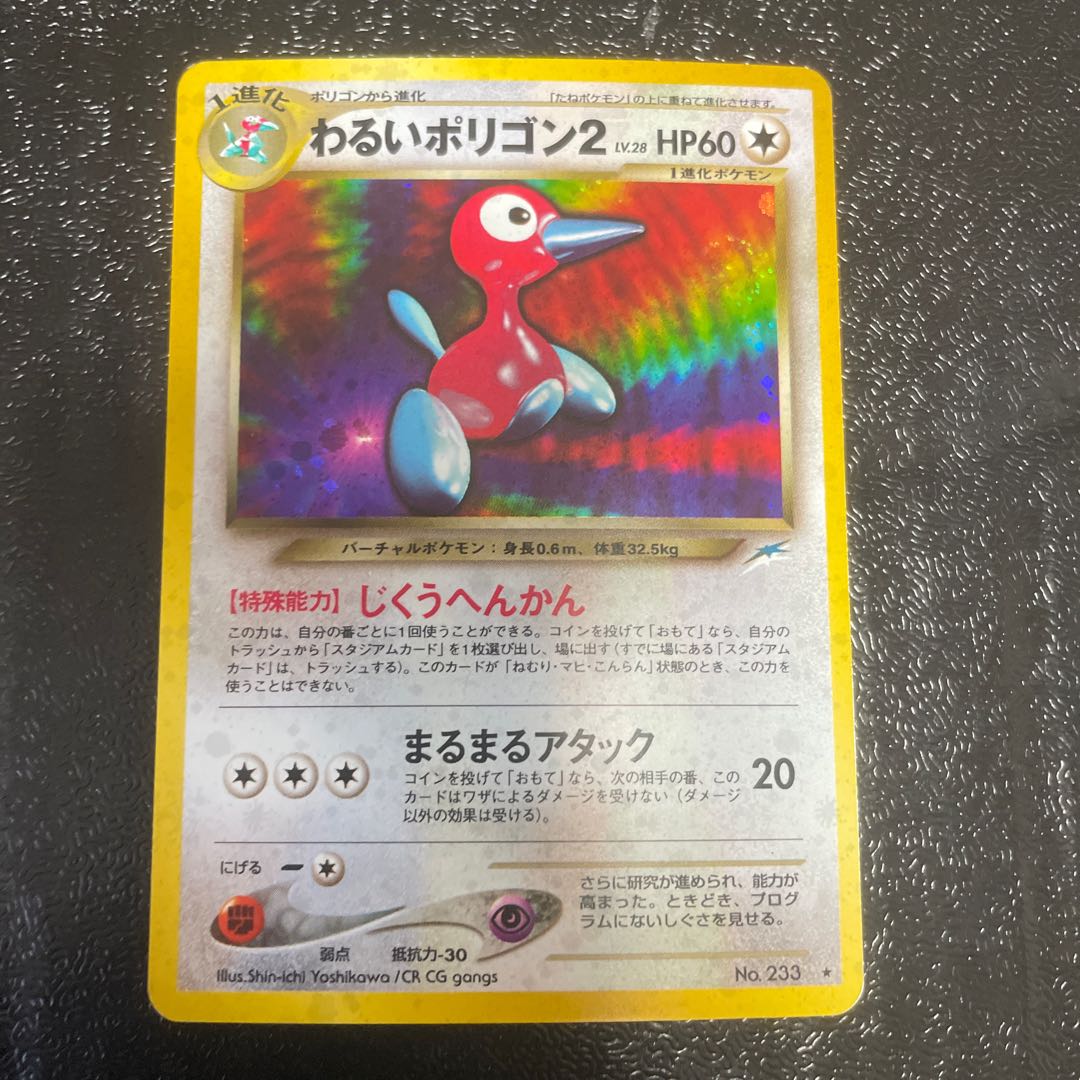 1進化
ポリゴンから進化
「たねポケモン」の上に重ねて進化させます。
わるいポリゴン2 LV.28 HP60
1進化ポケモン
バーチャルポケモン：身長0.6m、体重32.5kg
【特殊能力】じくうへんかん
この力は、自分の番ごとに1回使うことができる。コインを投げて「おもて」なら、自分の
トラッシュから「スタジアムカード」を1枚選び出し、場に出す（すでに場にある「スタジアム
カード」は、トラッシュする）。このカードが「ねむり・マヒ・こんらん」状態のとき、この力を
使うことはできない。
まるまるアタック 20
コインを投げて「おもて」なら、次の相手の番、この
カードはワザによるダメージを受けない（ダメージ
以外の効果は受ける）。
にげる
弱点 抵抗力-30
さらに研究が進められ、能力が
高まった。ときどき、プログ
ラムにないしぐさを見せる。
Illus.Shin-ichi Yoshikawa /CR CG gangs
No. 233 ★